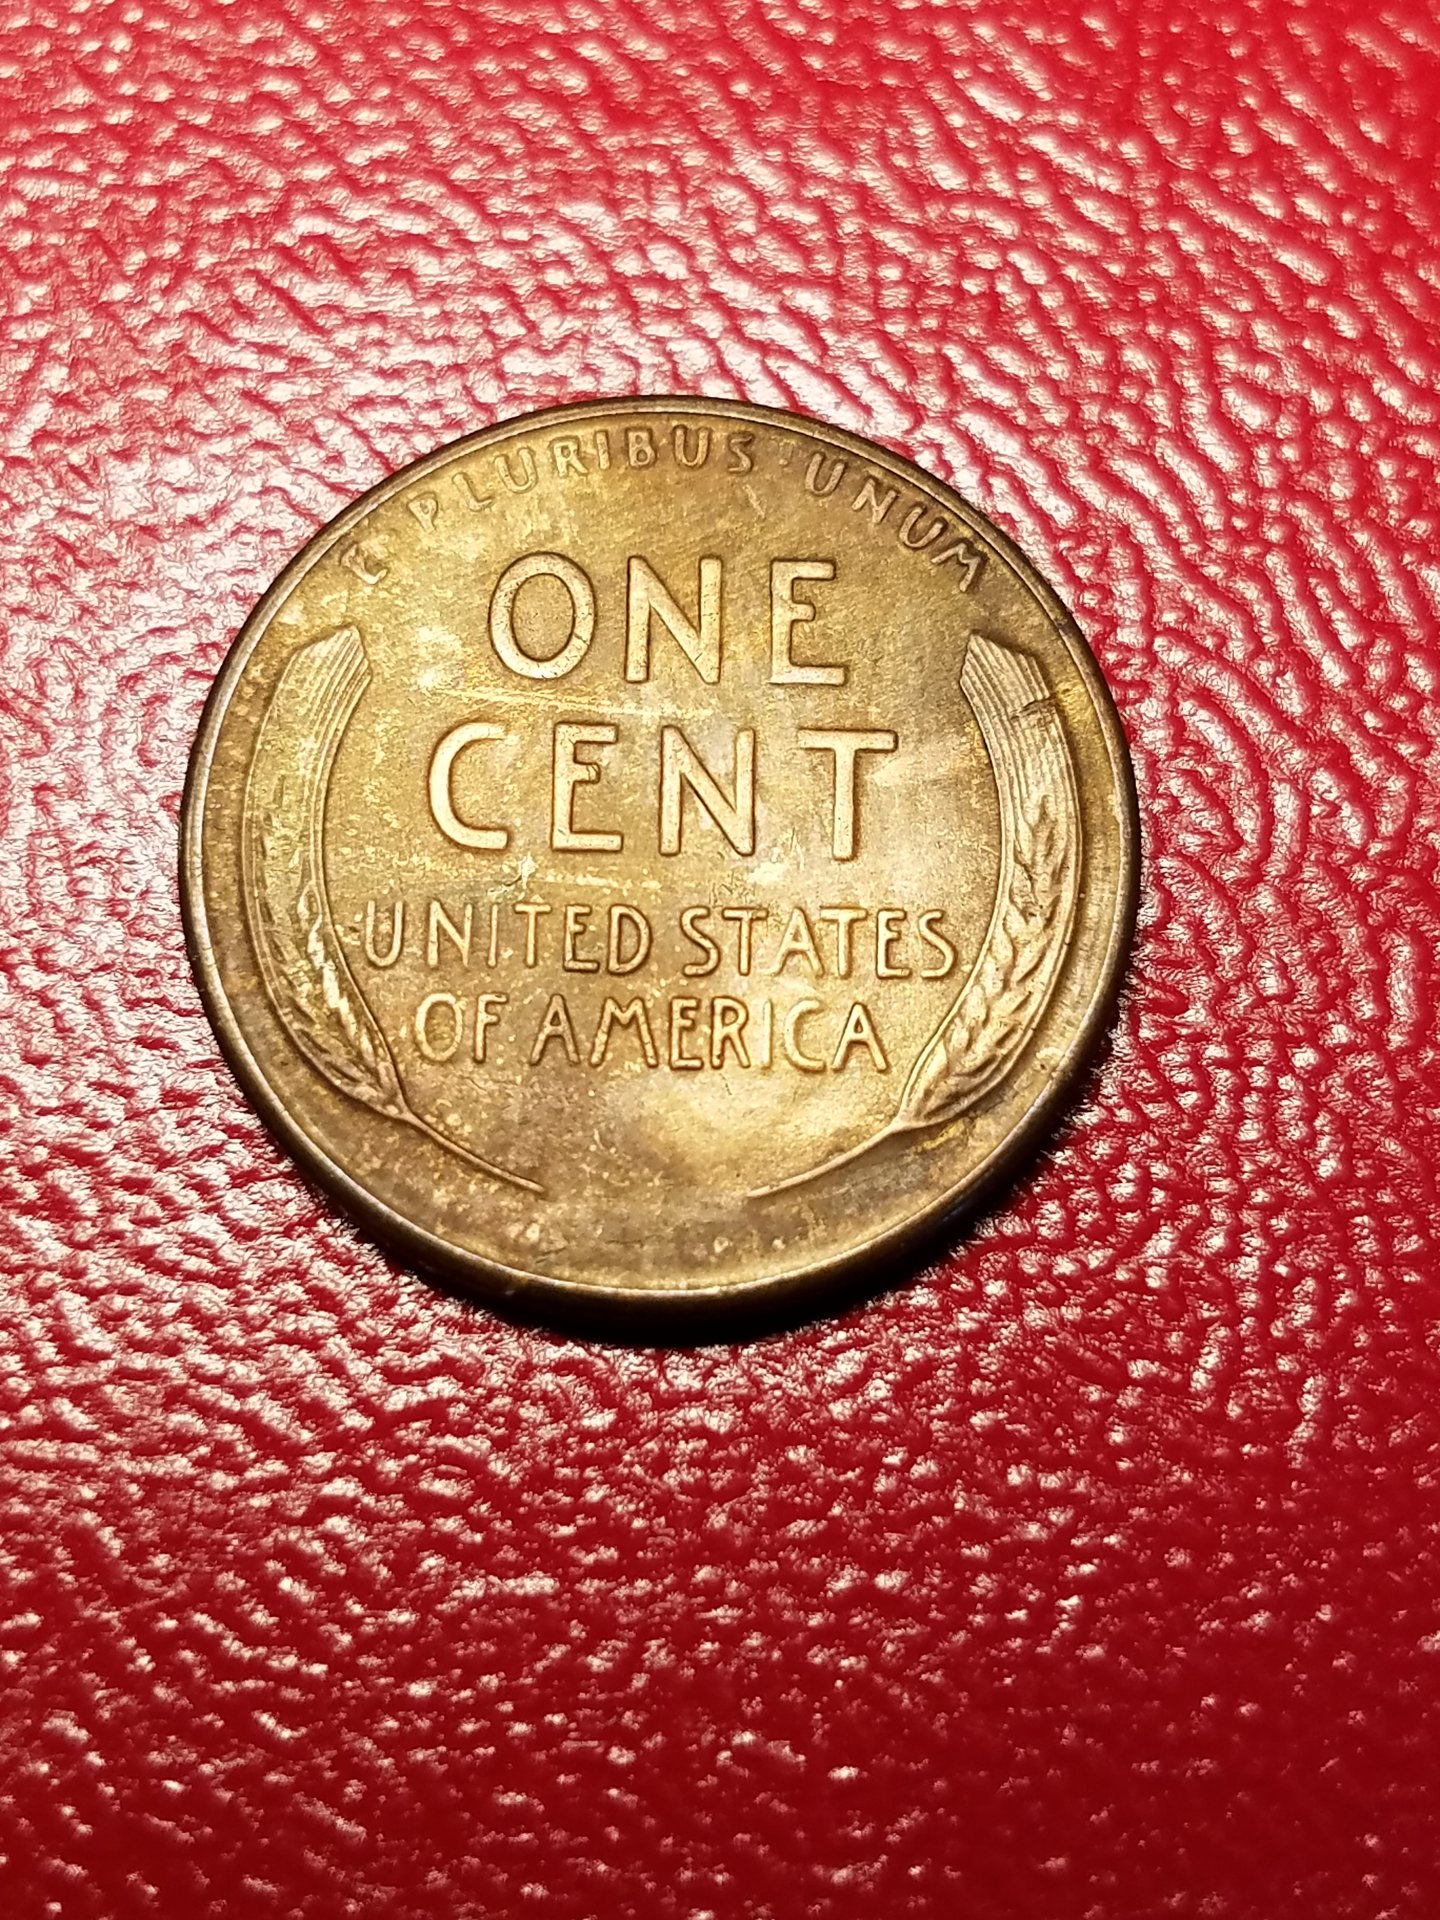 E PLURIBUS · UNUM
ONE
CENT
UNITED STATES
OF AMERICA